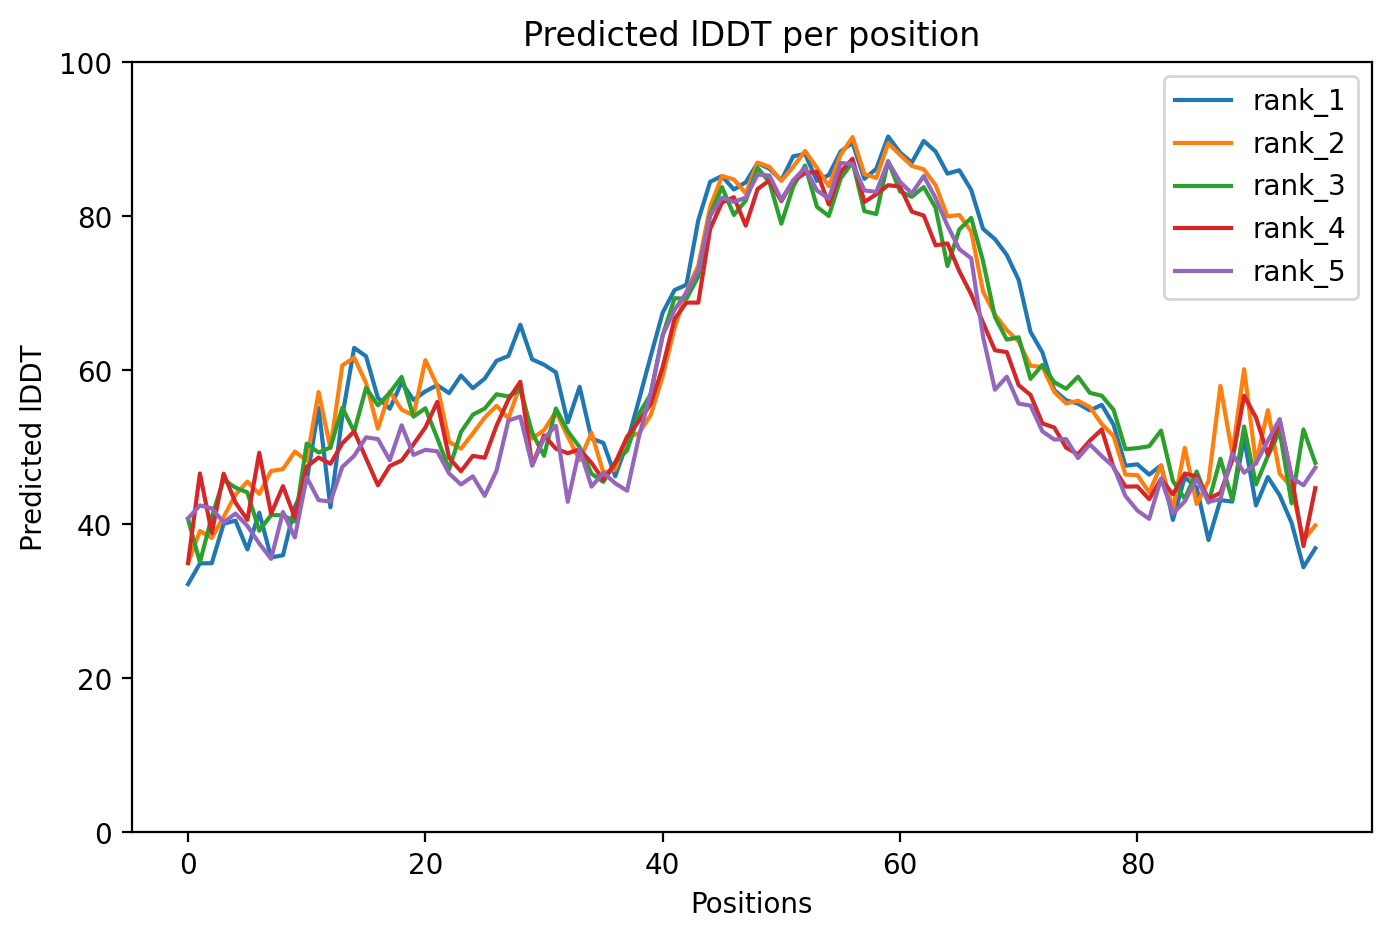 Predicted lDDT per position
100
80
60
40
20
0
Predicted lDDT
0 20 40 60 80
Positions
rank_1
rank_2
rank_3
rank_4
rank_5